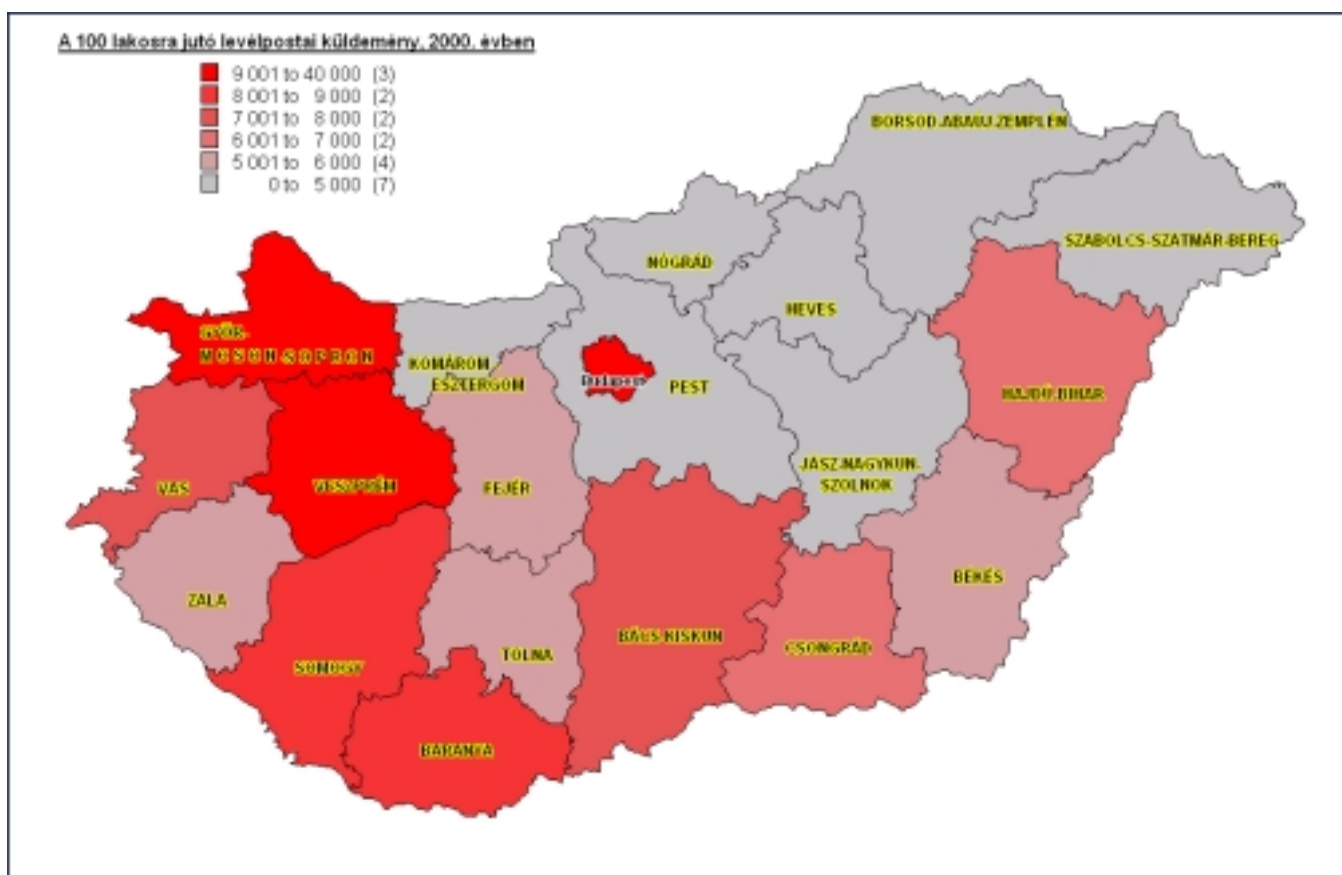 A 100 lakosra jutó levélpostai küldemény, 2000. évben
9 001 to 40 000 (3)
8 001 to 9 000 (2)
7 001 to 8 000 (2)
6 001 to 7 000 (2)
5 001 to 6 000 (4)
0 to 5 000 (7)
BORSOD-ABAÚJ-ZEMPLÉN
SZABOLCS-SZATMÁR-BEREG
NÓGRÁD
HEVES
GYŐR-
MOSON-SOPRON
KOMÁROM
ESZTERGOM
Budapest
PEST
HAJDÚ-BIHAR
VAS
VESZPRÉM
FEJÉR
JÁSZ-NAGYKUN-
SZOLNOK
ZALA
BÉKÉS
SOMOGY
TOLNA
BÁCS-KISKUN
CSONGRÁD
BARANYA